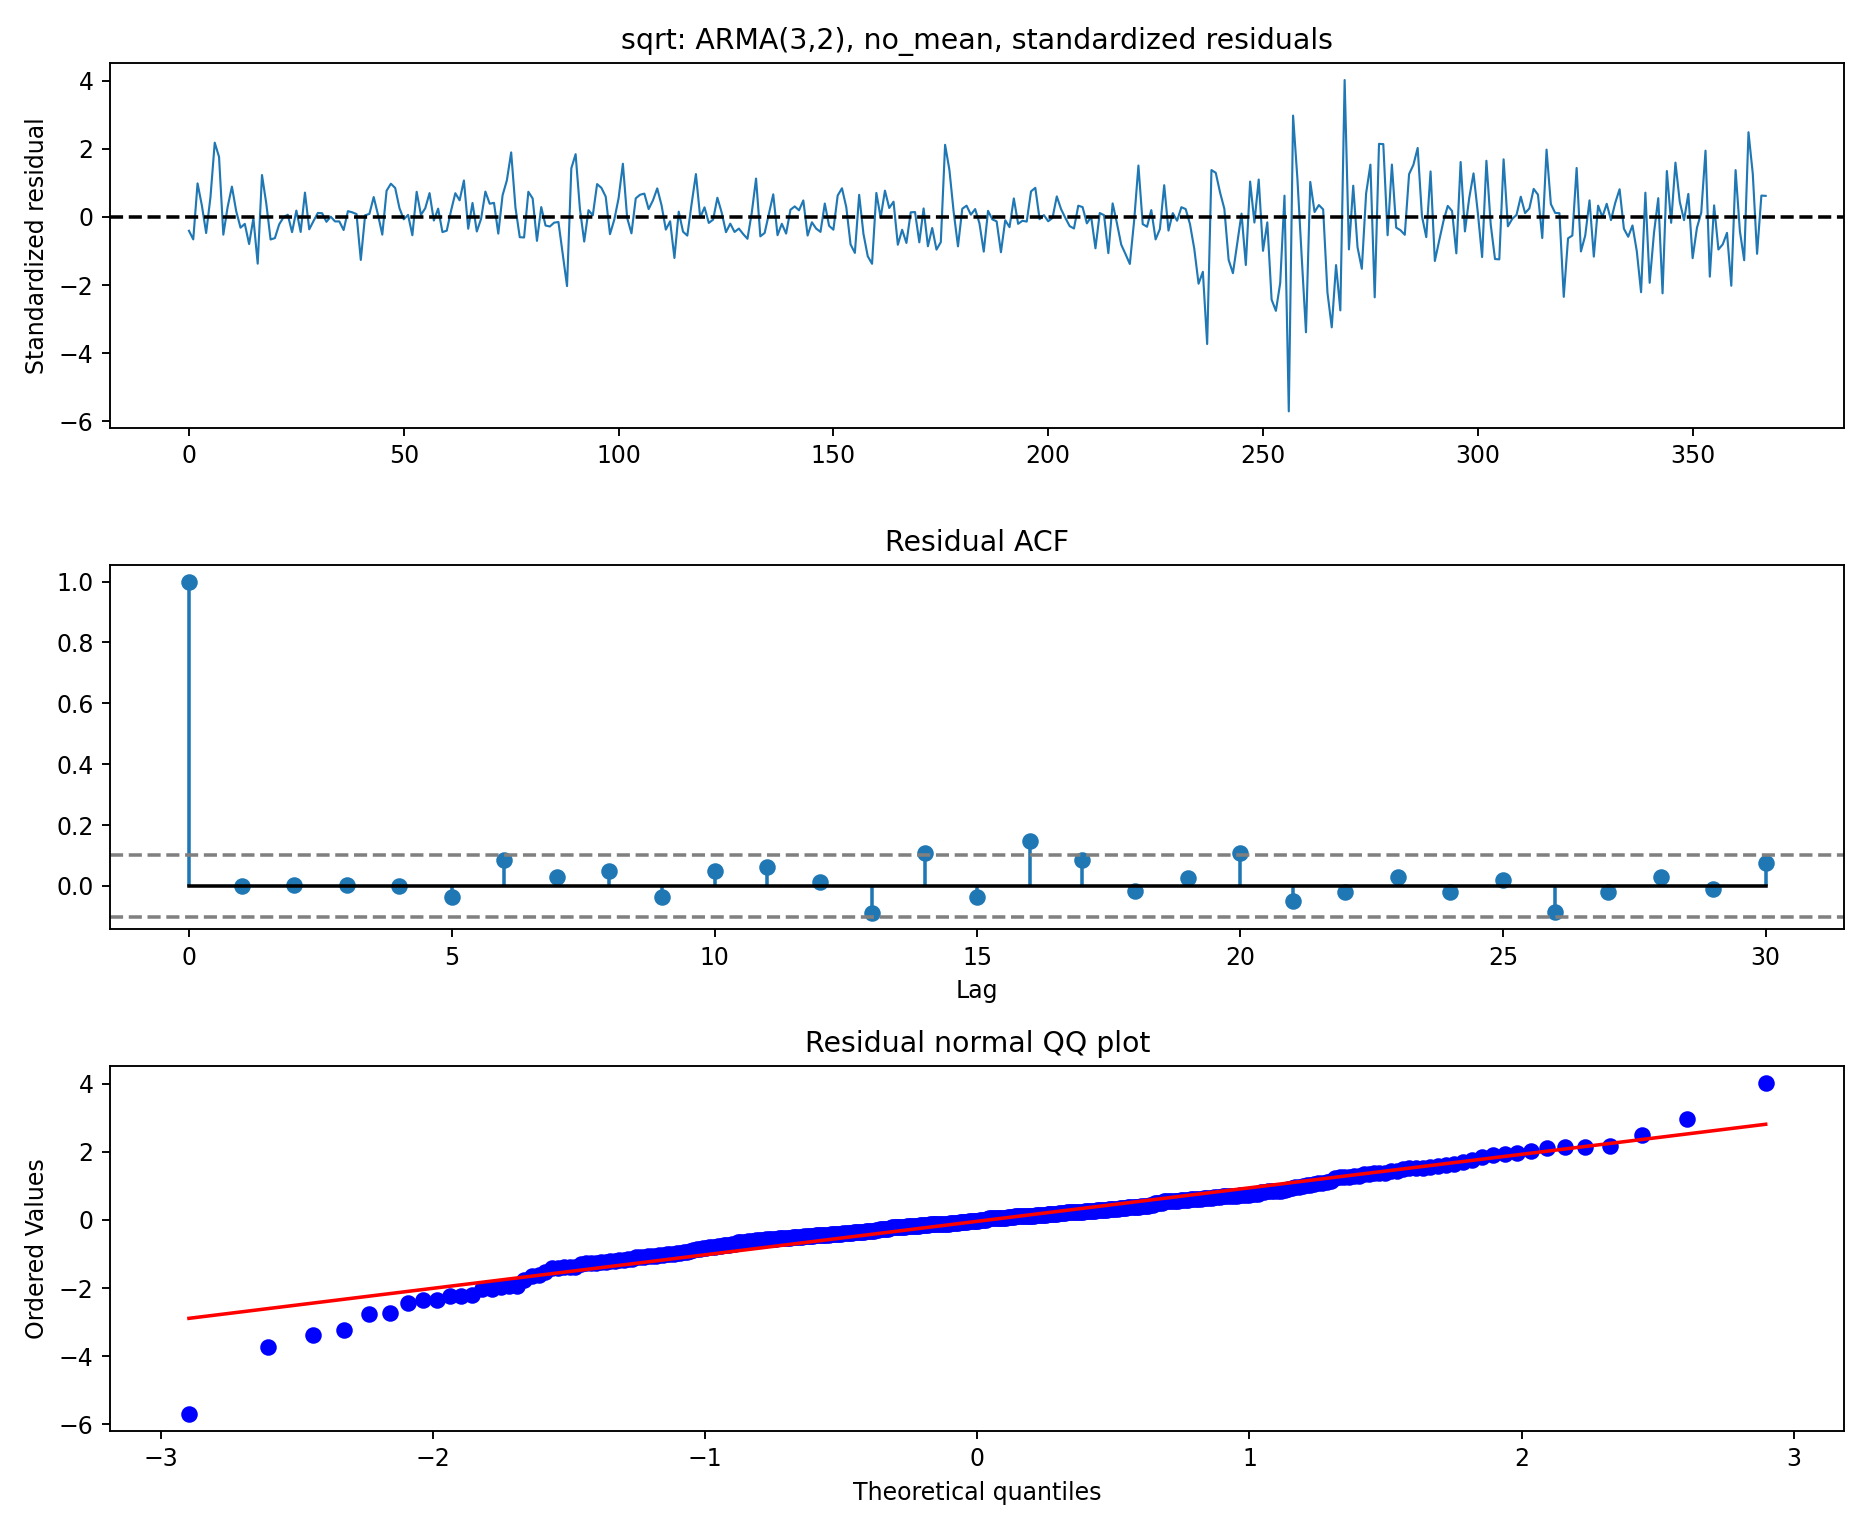 sqrt: ARMA(3,2), no_mean, standardized residuals
Standardized residual
4
2
0
−2
−4
−6
0 50 100 150 200 250 300 350
Residual ACF
1.0
0.8
0.6
0.4
0.2
0.0
0 5 10 15 20 25 30
Lag
Residual normal QQ plot
Ordered Values
4
2
0
−2
−4
−6
−3 −2 −1 0 1 2 3
Theoretical quantiles